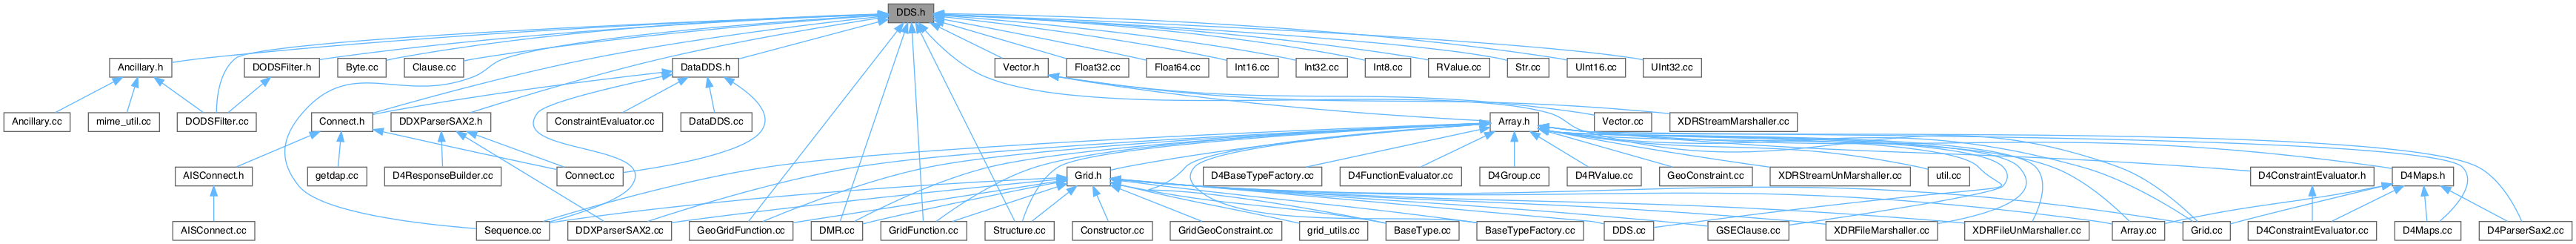 DDS.h
Ancillary.h
DODSFilter.h
Byte.cc
Clause.cc
DataDDS.h
Vector.h
Float32.cc
Float64.cc
Int16.cc
Int32.cc
Int8.cc
RValue.cc
Str.cc
UInt16.cc
UInt32.cc
Ancillary.cc
mime_util.cc
DODSFilter.cc
Connect.h
DDXParserSAX2.h
ConstraintEvaluator.cc
DataDDS.cc
Array.h
Vector.cc
XDRStreamMarshaller.cc
AISConnect.h
getdap.cc
D4ResponseBuilder.cc
Connect.cc
Grid.h
D4BaseTypeFactory.cc
D4FunctionEvaluator.cc
D4Group.cc
D4RValue.cc
GeoConstraint.cc
XDRStreamUnMarshaller.cc
util.cc
D4ConstraintEvaluator.h
D4Maps.h
AISConnect.cc
Sequence.cc
DDXParserSAX2.cc
GeoGridFunction.cc
DMR.cc
GridFunction.cc
Structure.cc
Constructor.cc
GridGeoConstraint.cc
grid_utils.cc
BaseType.cc
BaseTypeFactory.cc
DDS.cc
GSEClause.cc
XDRFileMarshaller.cc
XDRFileUnMarshaller.cc
Array.cc
Grid.cc
D4ConstraintEvaluator.cc
D4Maps.cc
D4ParserSax2.cc